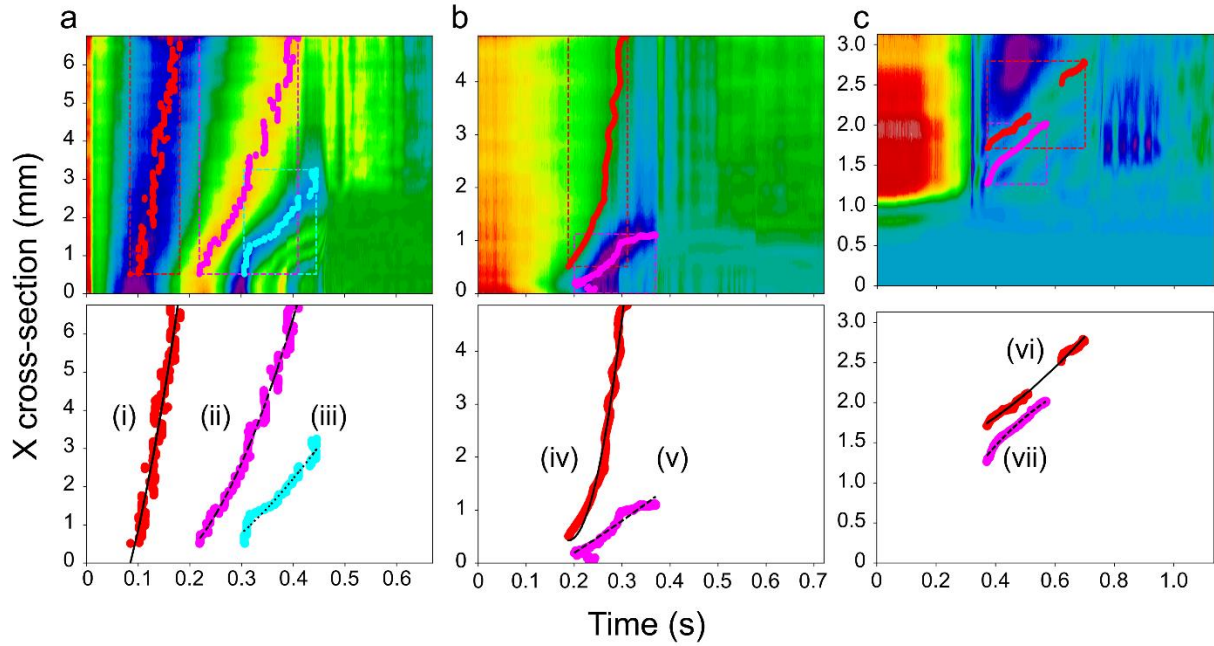 a b c
6 5 4 3 2 1 0
4 3 2 1 0
3.0 2.5 2.0 1.5 1.0 0.5 0
X cross-section (mm)
6 5 4 3 2 1 0
(i) (ii) (iii)
4 3 2 1 0
(iv) (v)
3.0 2.5 2.0 1.5 1.0 0.5 0
(vi)
(vii)
0 0.1 0.2 0.3 0.4 0.5 0.6
0 0.2 0.3 0.4 0.5 0.6 0.7
0 0.2 0.4 0.6 0.8 1.0
Time (s)